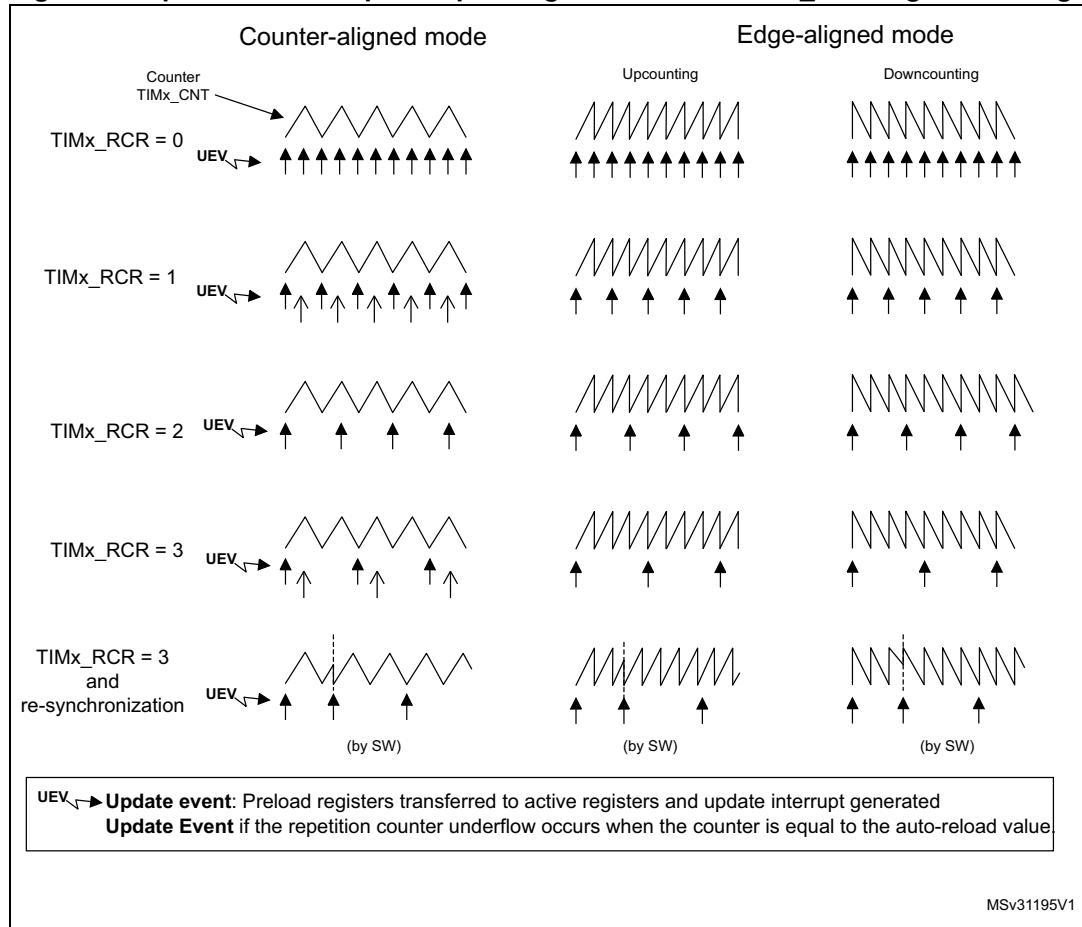 Counter-aligned mode
Edge-aligned mode
Counter
TIMx_CNT
Upcounting
Downcounting
TIMx_RCR = 0
UEV
TIMx_RCR = 1
UEV
TIMx_RCR = 2
UEV
TIMx_RCR = 3
UEV
TIMx_RCR = 3
and
re-synchronization
UEV
(by SW)
(by SW)
(by SW)
UEV Update event: Preload registers transferred to active registers and update interrupt generated
Update Event if the repetition counter underflow occurs when the counter is equal to the auto-reload value.
MSv31195V1